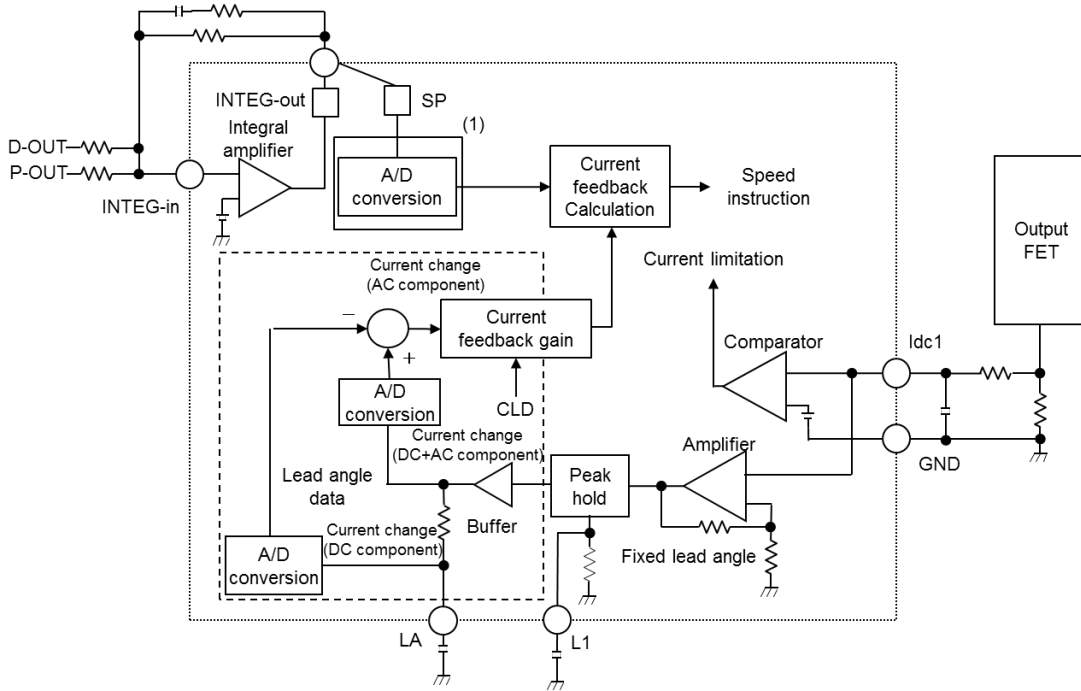 INTEG-out
SP
(1)
Integral
amplifier
D-OUT
P-OUT
INTEG-in
A/D
conversion
Current
feedback
Calculation
Speed
instruction
Output
FET
Current change
(AC component)
Current limitation
−
+
Current
feedback gain
Comparator
Idc1
A/D
conversion
CLD
Current change
(DC+AC component)
Amplifier
GND
Lead angle
data
Buffer
Peak
hold
Current change
(DC component)
A/D
conversion
Fixed lead angle
LA
L1